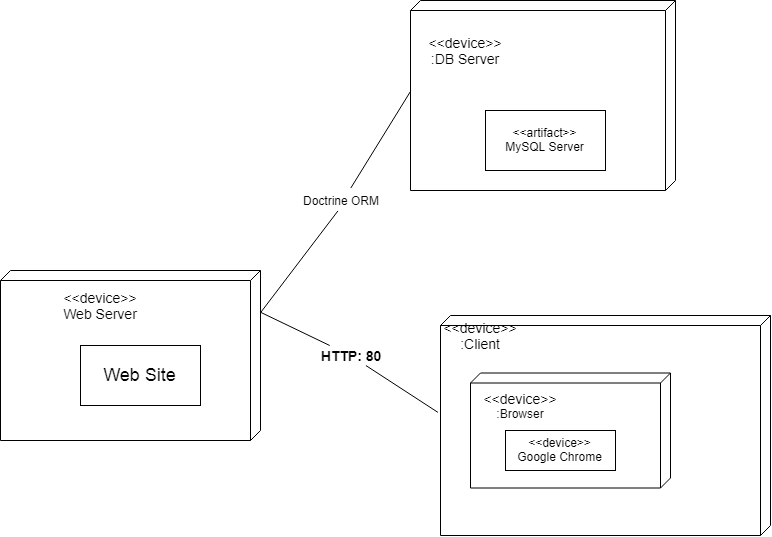 <<device>>
:DB Server
<<artifact>>
MySQL Server
Doctrine ORM
<<device>>
Web Server
Web Site
HTTP: 80
<<device>>
:Client
<<device>>
:Browser
<<device>>
Google Chrome